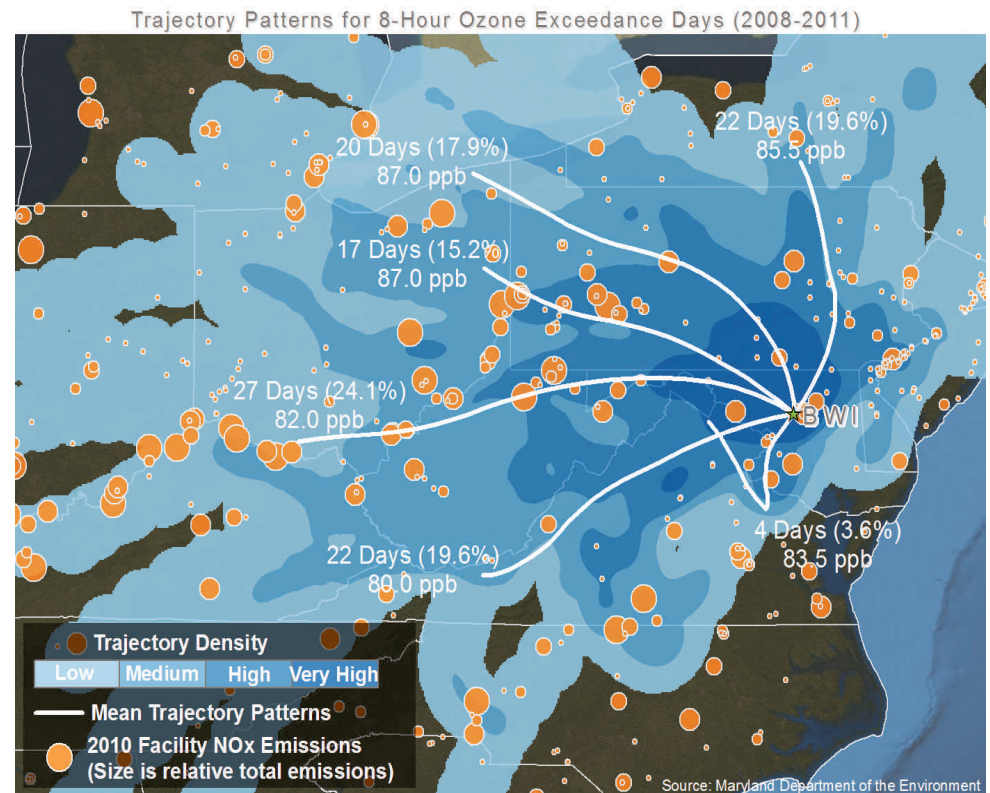 Trajectory Patterns for 8-Hour Ozone Exceedance Days (2008-2011)
22 Days (19.6%)
85.5 ppb
20 Days (17.9%)
87.0 ppb
17 Days (15.2%)
87.0 ppb
27 Days (24.1%)
82.0 ppb
BWI
4 Days (3.6%)
83.5 ppb
22 Days (19.6%)
80.0 ppb
Trajectory Density
Low Medium High Very High
Mean Trajectory Patterns
2010 Facility NOx Emissions
(Size is relative total emissions)
Source: Maryland Department of the Environment